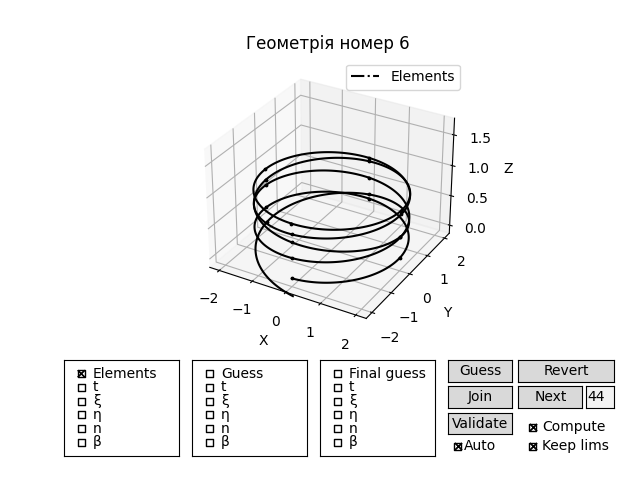 Геометрія номер 6
Elements
1.5
1.0
0.5
0.0
Z
−2
−1
0
1
2
X
−2
−1
0
1
2
Y
Elements
t
ξ
η
n
β
Guess
t
ξ
η
n
β
Final guess
t
ξ
η
n
β
Guess
Revert
Join
Next
44
Validate
Compute
Auto
Keep lims